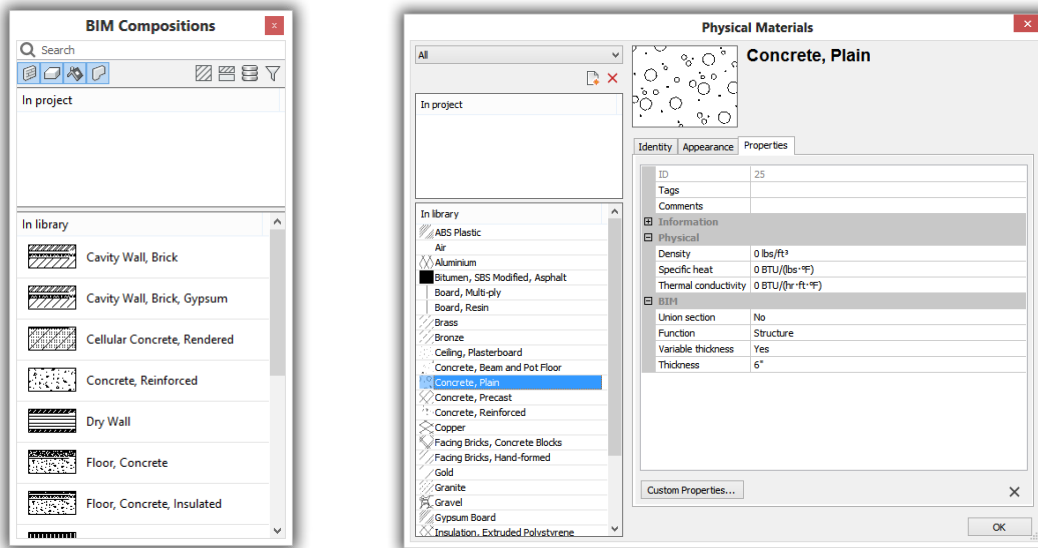 BIM Compositions
x
Search
In project
In library
Cavity Wall, Brick
Cavity Wall, Brick, Gypsum
Cellular Concrete, Rendered
Concrete, Reinforced
Dry Wall
Floor, Concrete
Floor, Concrete, Insulated
Physical Materials
All
In project
In library
ABS Plastic
Air
Aluminium
Bitumen, SBS Modified, Asphalt
Board, Multi-ply
Board, Resin
Brass
Bronze
Ceiling, Plasterboard
Concrete, Beam and Pot Floor
Concrete, Plain
Concrete, Precast
Concrete, Reinforced
Copper
Facing Bricks, Concrete Blocks
Facing Bricks, Hand-formed
Gold
Granite
Gravel
Gypsum Board
Insulation, Extruded Polystyrene
Concrete, Plain
Identity Appearance Properties
ID 25
Tags
Comments
Information
Physical
Density 0 lbs/ft³
Specific heat 0 BTU/(lbs·°F)
Thermal conductivity 0 BTU/(hr·ft·°F)
BIM
Union section No
Function Structure
Variable thickness Yes
Thickness 6"
Custom Properties...
OK